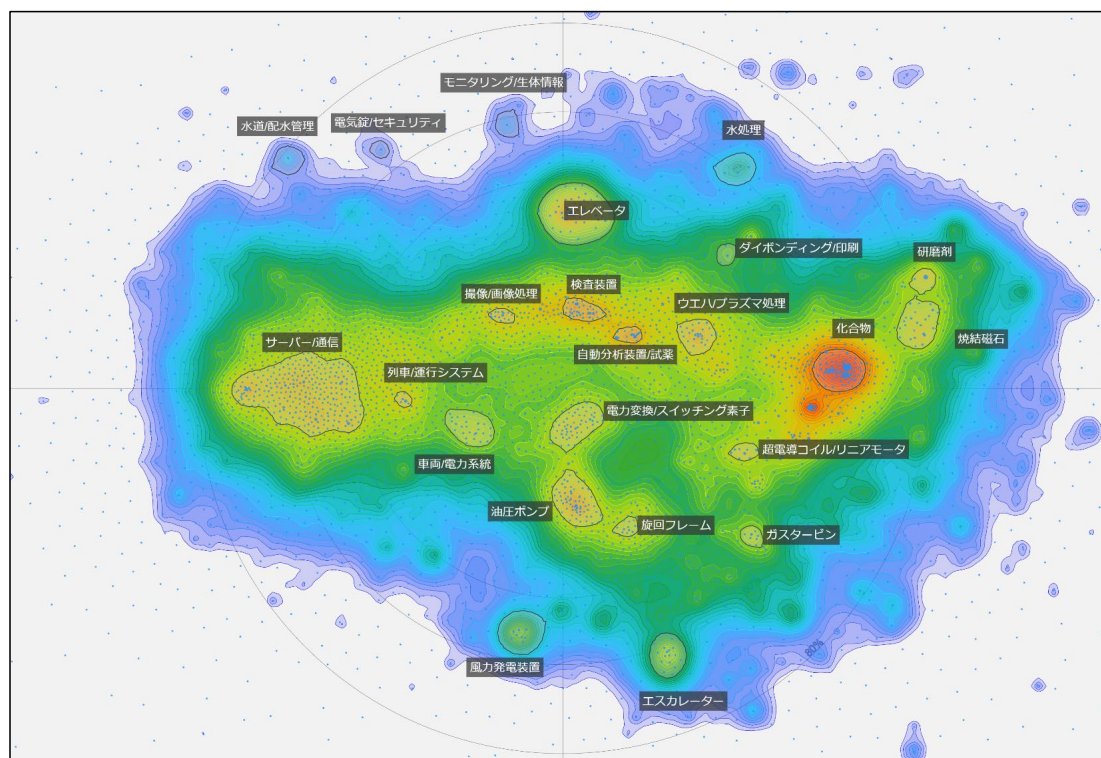 モニタリング/生体情報
電気錠/セキュリティ
水道/配水管理
水処理
エレベータ
ダイボンディング/印刷
研磨剤
撮像/画像処理
検査装置
ウエハ/プラズマ処理
化合物
焼結磁石
サーバー/通信
自動分析装置/試薬
列車/運行システム
電力変換/スイッチング素子
車両/電力系統
超電導コイル/リニアモータ
油圧ポンプ
旋回フレーム
ガスタービン
80%
風力発電装置
エスカレーター